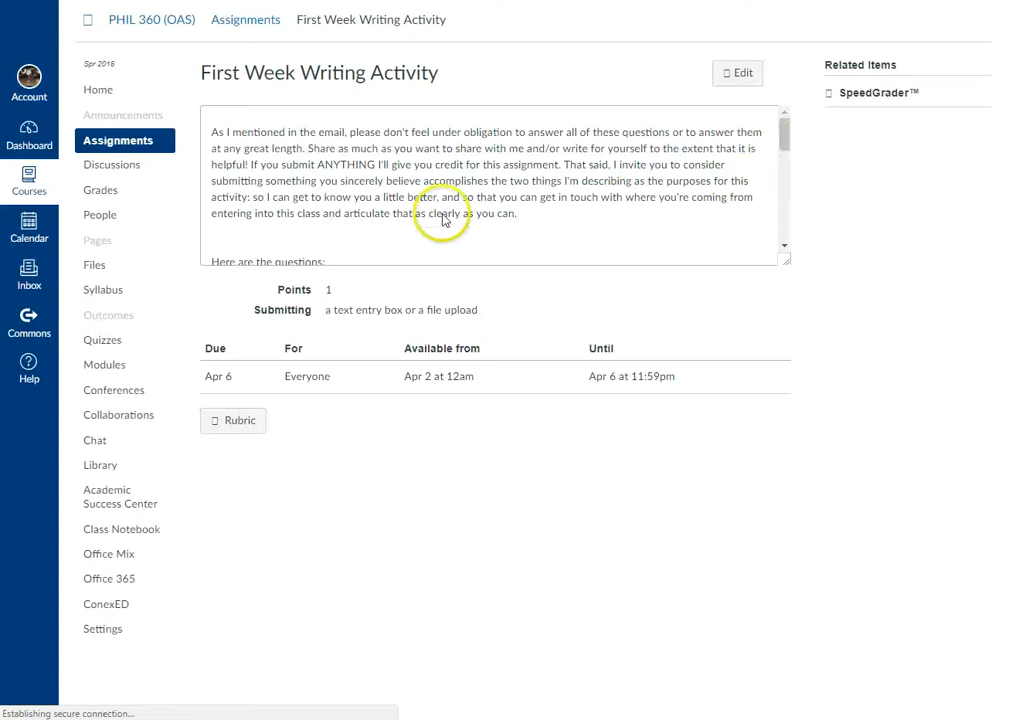 PHIL 360 (OAS) Assignments First Week Writing Activity
Spr 2018
Home
Announcements
Assignments
Discussions
Grades
People
Pages
Files
Syllabus
Outcomes
Quizzes
Modules
Conferences
Collaborations
Chat
Library
Academic
Success Center
Class Notebook
Office Mix
Office 365
ConexED
Settings
Account
Dashboard
Courses
Calendar
Inbox
Commons
Help
First Week Writing Activity
Edit
As I mentioned in the email, please don't feel under obligation to answer all of these questions or to answer them
at any great length. Share as much as you want to share with me and/or write for yourself to the extent that it is
helpful! If you submit ANYTHING I'll give you credit for this assignment. That said, I invite you to consider
submitting something you sincerely believe accomplishes the two things I'm describing as the purposes for this
activity: so I can get to know you a little better, and so that you can get in touch with where you're coming from
entering into this class and articulate that as clearly as you can.
Here are the questions:
Points 1
Submitting a text entry box or a file upload
Due For Available from Until
Apr 6 Everyone Apr 2 at 12am Apr 6 at 11:59pm
Rubric
Related Items
SpeedGrader™
Establishing secure connection...